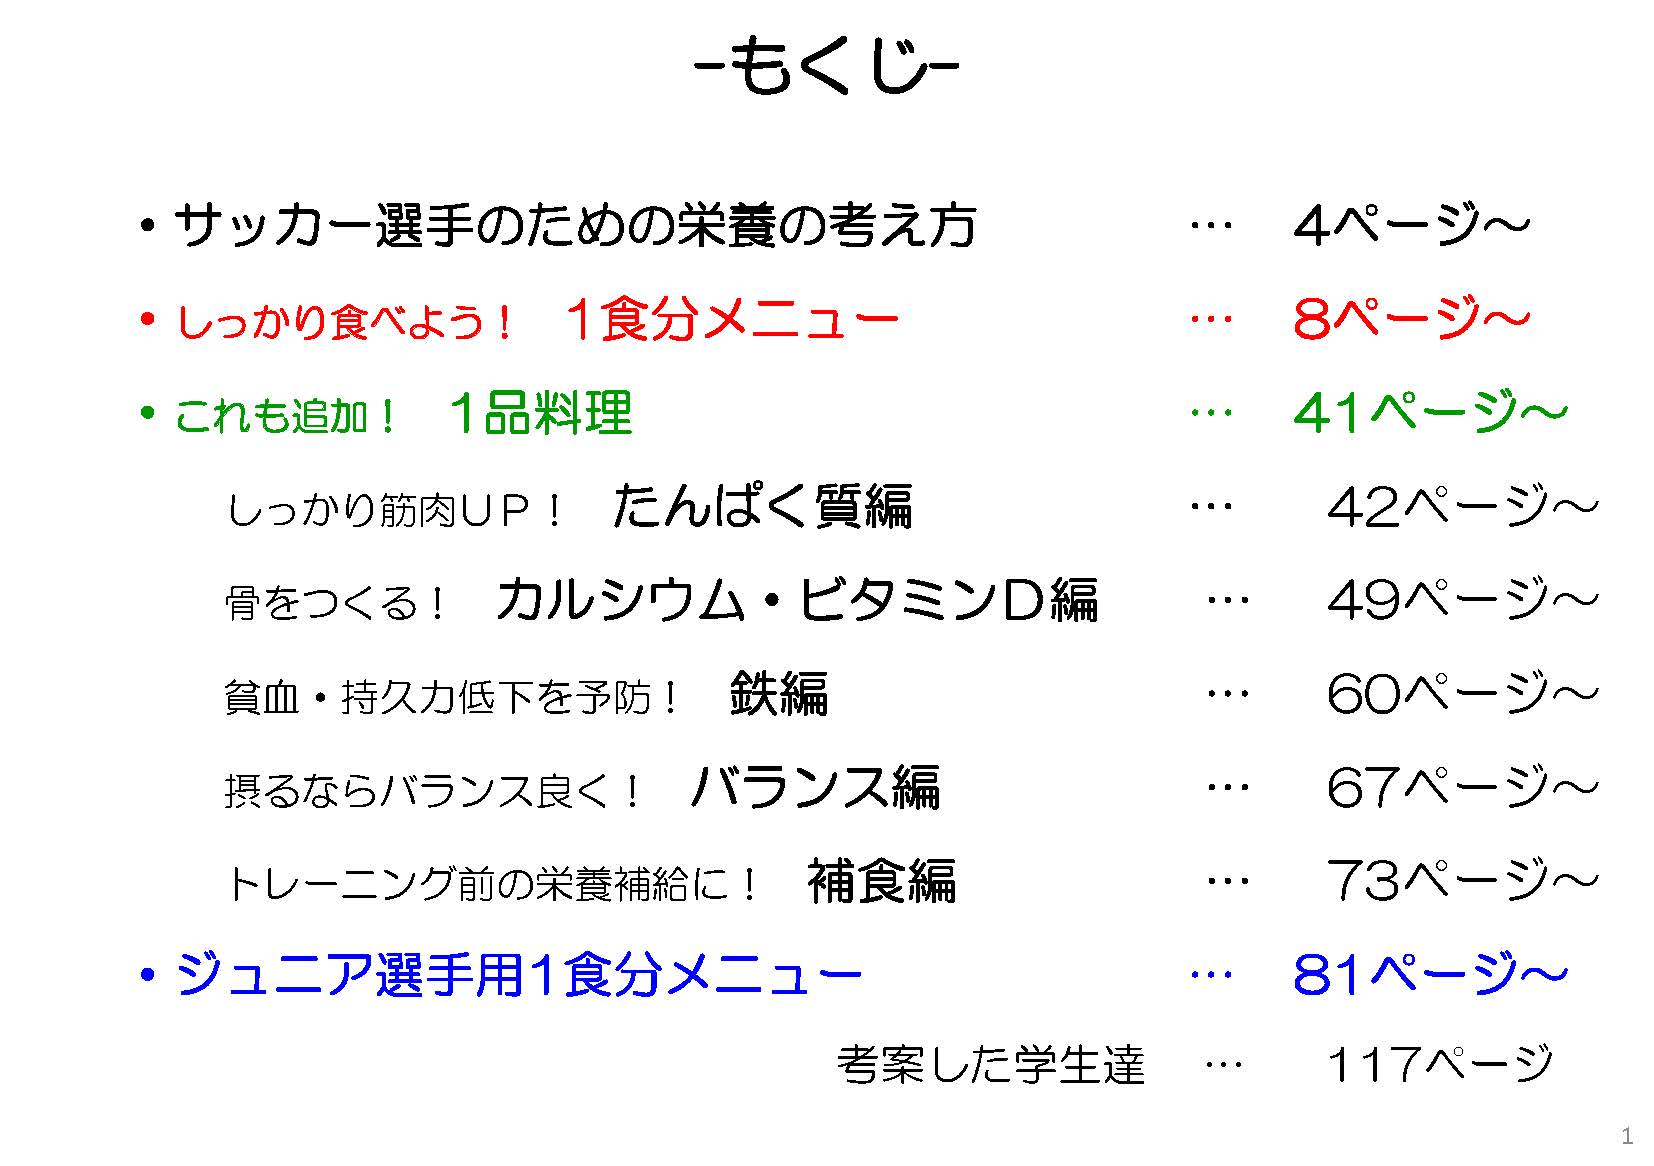 -もくじ-
・サッカー選手のための栄養の考え方 … 4ページ～
・しっかり食べよう！ 1食分メニュー … 8ページ～
・これも追加！ 1品料理 … 41ページ～
しっかり筋肉ＵＰ！ たんぱく質編 … 42ページ～
骨をつくる！ カルシウム・ビタミンＤ編 … 49ページ～
貧血・持久力低下を予防！ 鉄編 … 60ページ～
摂るならバランス良く！ バランス編 … 67ページ～
トレーニング前の栄養補給に！ 補食編 … 73ページ～
・ジュニア選手用1食分メニュー … 81ページ～
考案した学生達 … 117ページ
1